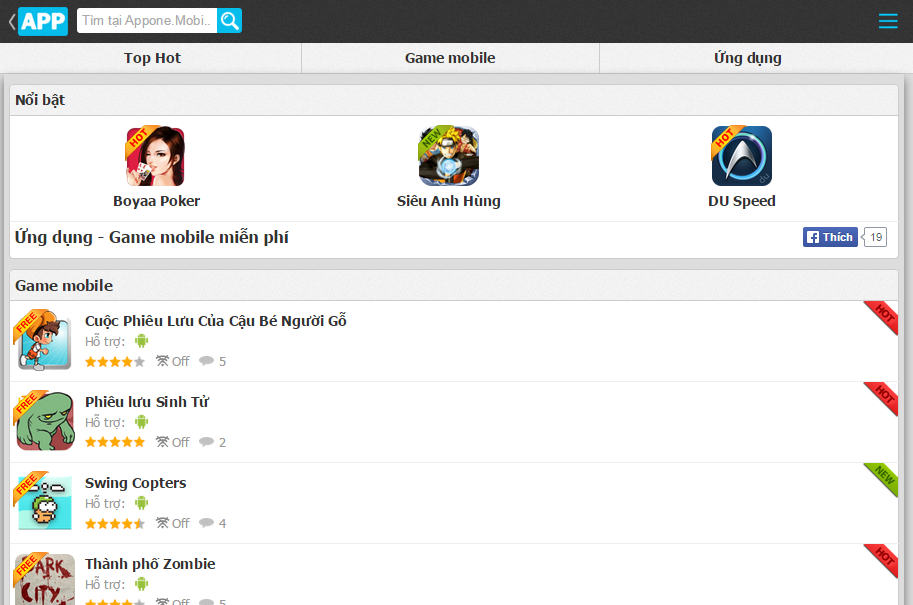 APP Tìm tại Appone.Mobi..
Top Hot Game mobile Ứng dụng
Nổi bật
HOT NEW HOT
du
Boyaa Poker Siêu Anh Hùng DU Speed
Ứng dụng - Game mobile miễn phí Thích 19
Game mobile
FREE Cuộc Phiêu Lưu Của Cậu Bé Người Gỗ HOT
Hỗ trợ:
Off 5
FREE Phiêu lưu Sinh Tử HOT
Hỗ trợ:
Off 2
FREE Swing Copters NEW
Hỗ trợ:
Off 4
FREE Thành phố Zombie HOT
ARK
Hỗ trợ:
CITY
Off 5